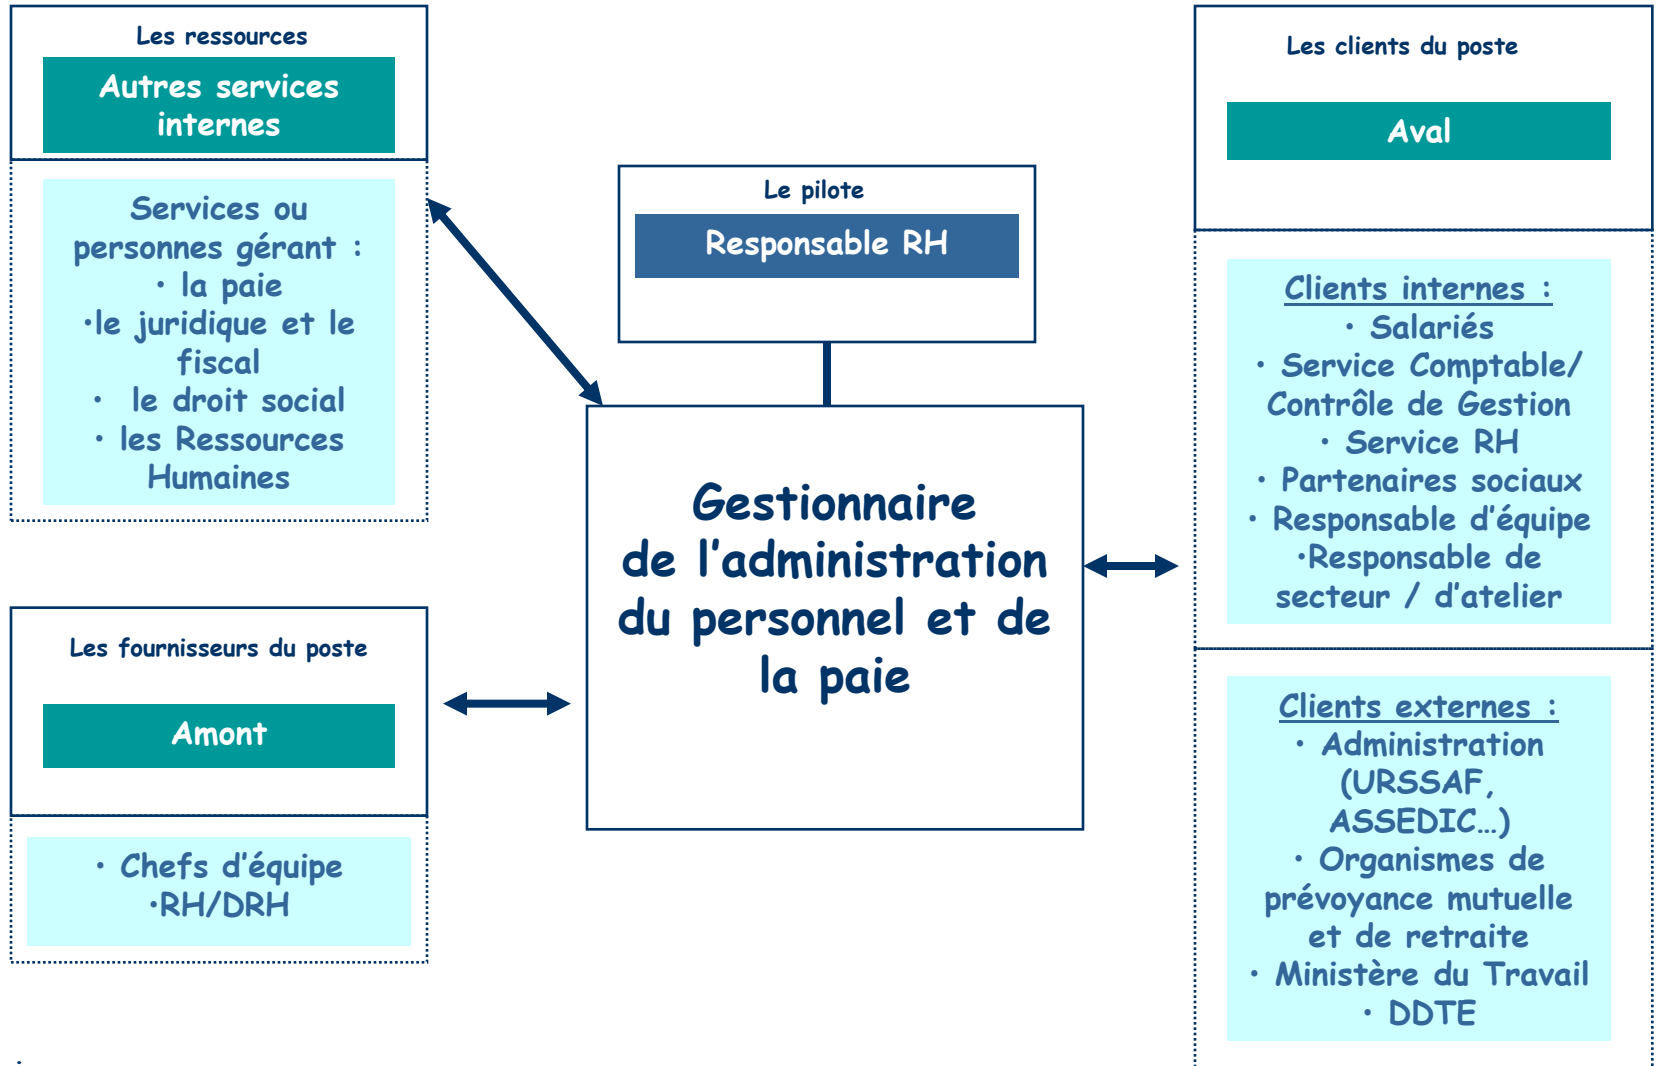 Les ressources
Autres services
internes
Services ou
personnes gérant :
• la paie
•le juridique et le
fiscal
• le droit social
• les Ressources
Humaines
Les fournisseurs du poste
Amont
• Chefs d’équipe
•RH/DRH
.
Le pilote
Responsable RH
Gestionnaire
de l’administration
du personnel et de
la paie
Les clients du poste
Aval
Clients internes :
• Salariés
• Service Comptable/
Contrôle de Gestion
• Service RH
• Partenaires sociaux
• Responsable d’équipe
•Responsable de
secteur / d’atelier
Clients externes :
• Administration
(URSSAF,
ASSEDIC…)
• Organismes de
prévoyance mutuelle
et de retraite
• Ministère du Travail
• DDTE